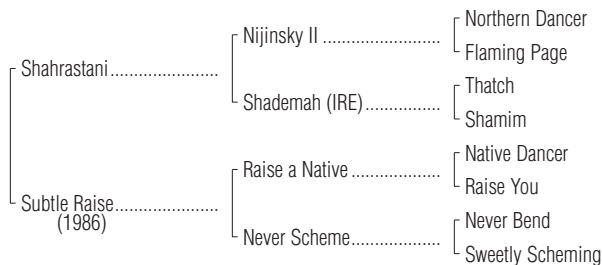 Northern Dancer
Nijinsky II ..........................
Flaming Page
Shahrastani ........................
Thatch
Shademah (IRE) .................
Shamim
Native Dancer
Raise a Native ....................
Raise You
Subtle Raise .......................
(1986)
Never Bend
Never Scheme ....................
Sweetly Scheming